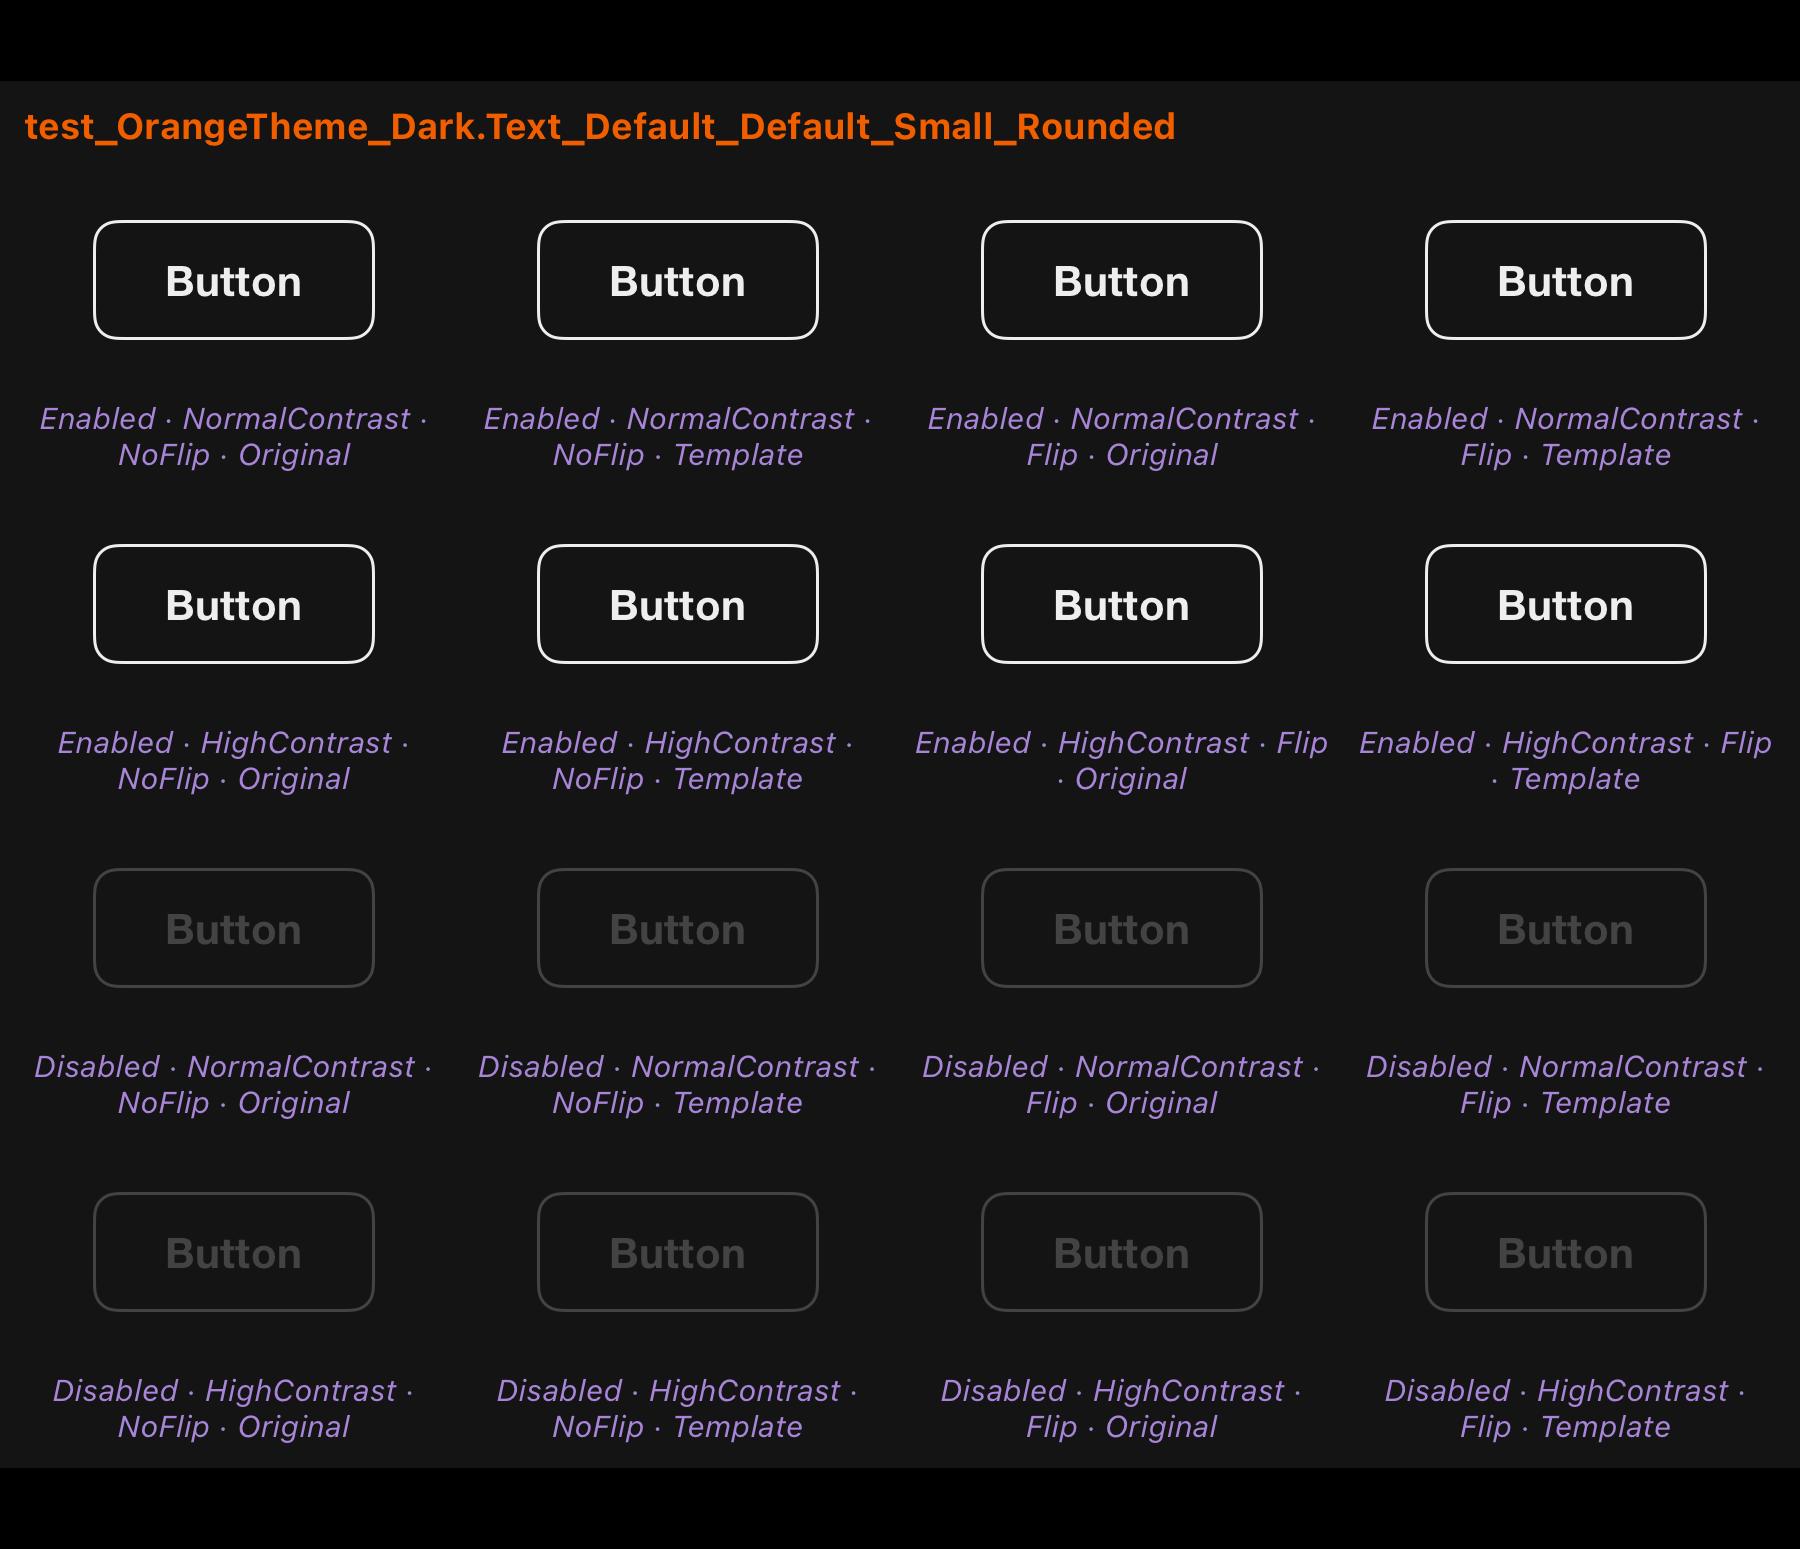 test_OrangeTheme_Dark.Text_Default_Default_Small_Rounded
Button Button Button Button
Enabled · NormalContrast · Enabled · NormalContrast · Enabled · NormalContrast · Enabled · NormalContrast ·
NoFlip · Original NoFlip · Template Flip · Original Flip · Template
Button Button Button Button
Enabled · HighContrast · Enabled · HighContrast · Enabled · HighContrast · Flip Enabled · HighContrast · Flip
NoFlip · Original NoFlip · Template · Original · Template
Button Button Button Button
Disabled · NormalContrast · Disabled · NormalContrast · Disabled · NormalContrast · Disabled · NormalContrast ·
NoFlip · Original NoFlip · Template Flip · Original Flip · Template
Button Button Button Button
Disabled · HighContrast · Disabled · HighContrast · Disabled · HighContrast · Disabled · HighContrast ·
NoFlip · Original NoFlip · Template Flip · Original Flip · Template